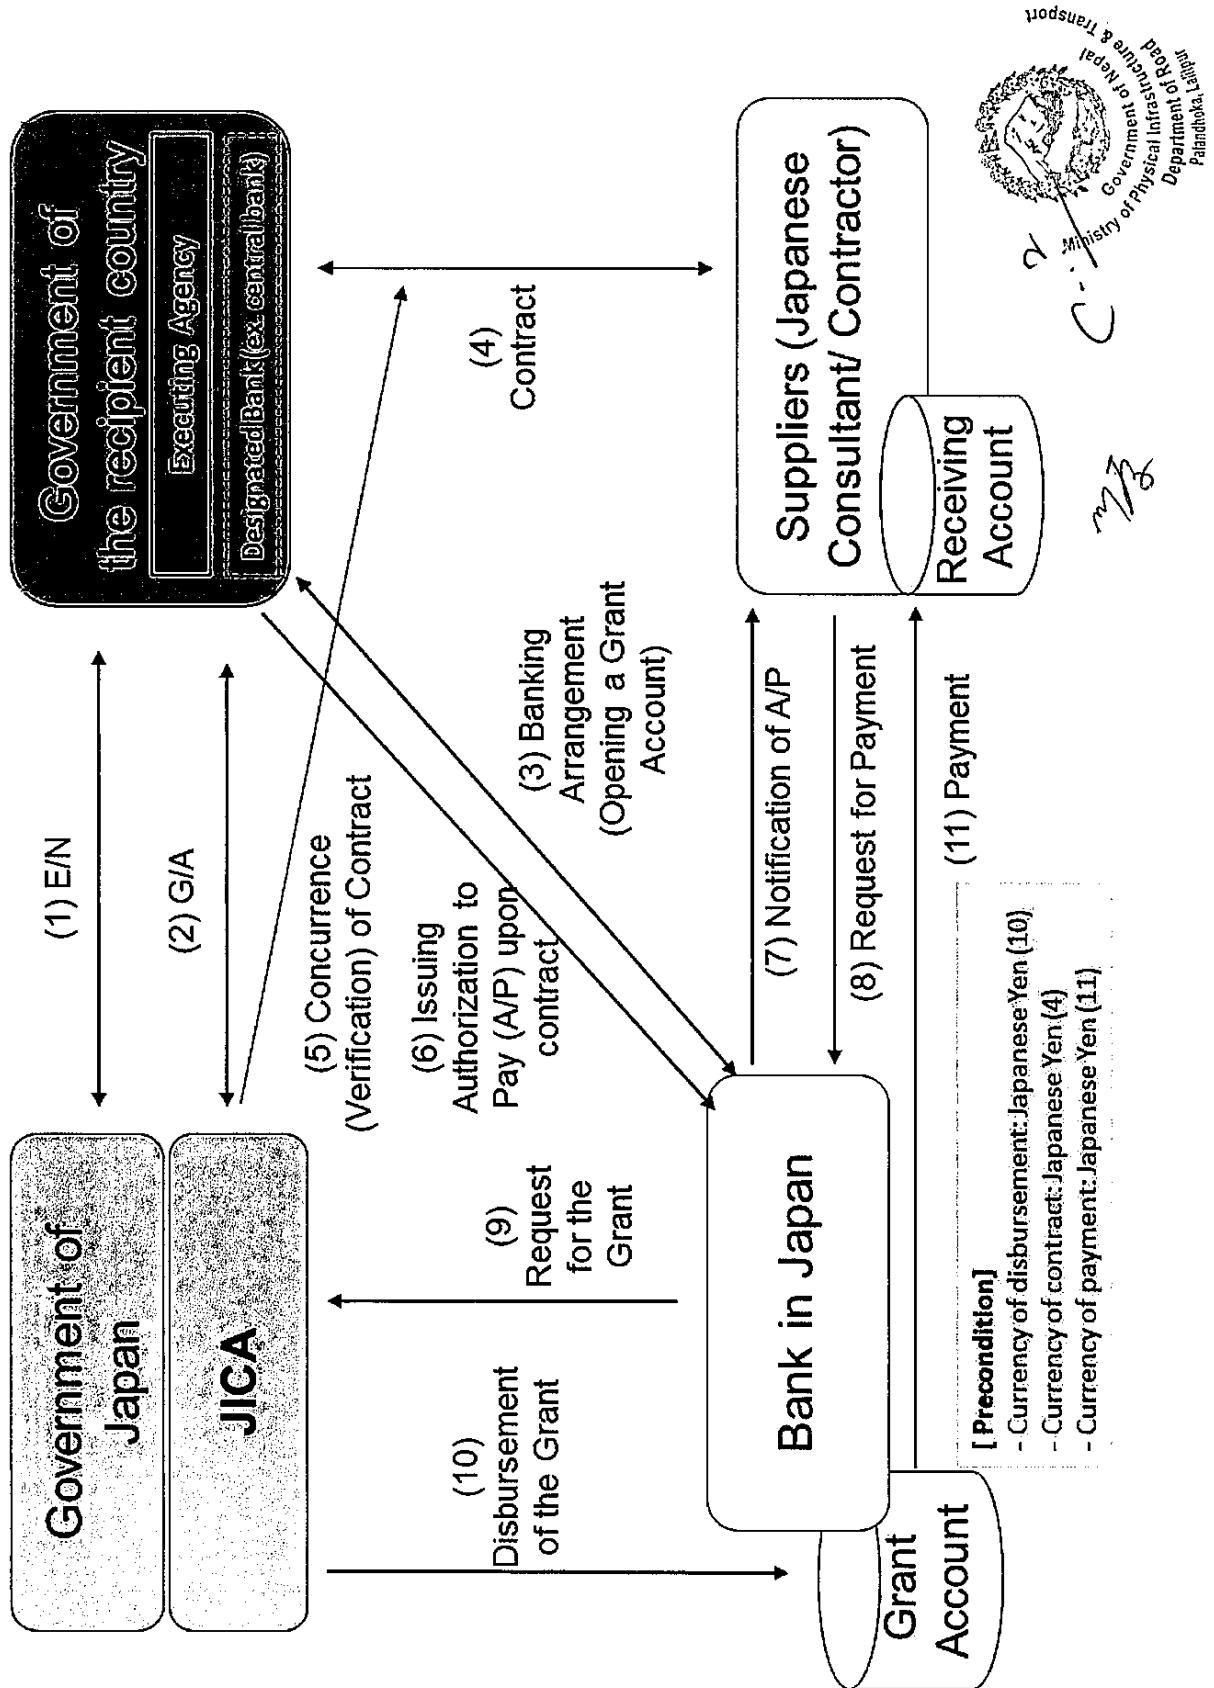 Government of
Japan
JICA
(1) E/N
(2) G/A
Government of
the recipient country
Executing Agency
Designated Bank (ex. central bank)
(5) Concurrence
(Verification) of Contract
(6) Issuing
Authorization to
Pay (A/P) upon
contract
(3) Banking
Arrangement
(Opening a Grant
Account)
(4)
Contract
(9)
Request
for the
Grant
(10)
Disbursement
of the Grant
Bank in Japan
Grant
Account
(7) Notification of A/P
(8) Request for Payment
(11) Payment
Suppliers (Japanese
Consultant/ Contractor)
Receiving
Account
[Precondition]
- Currency of disbursement: Japanese Yen (10)
- Currency of contract: Japanese Yen (4)
- Currency of payment: Japanese Yen (11)
Government of Nepal
Ministry of Physical Infrastructure & Transport
Department of Road
Patandhoka, Lalitpur